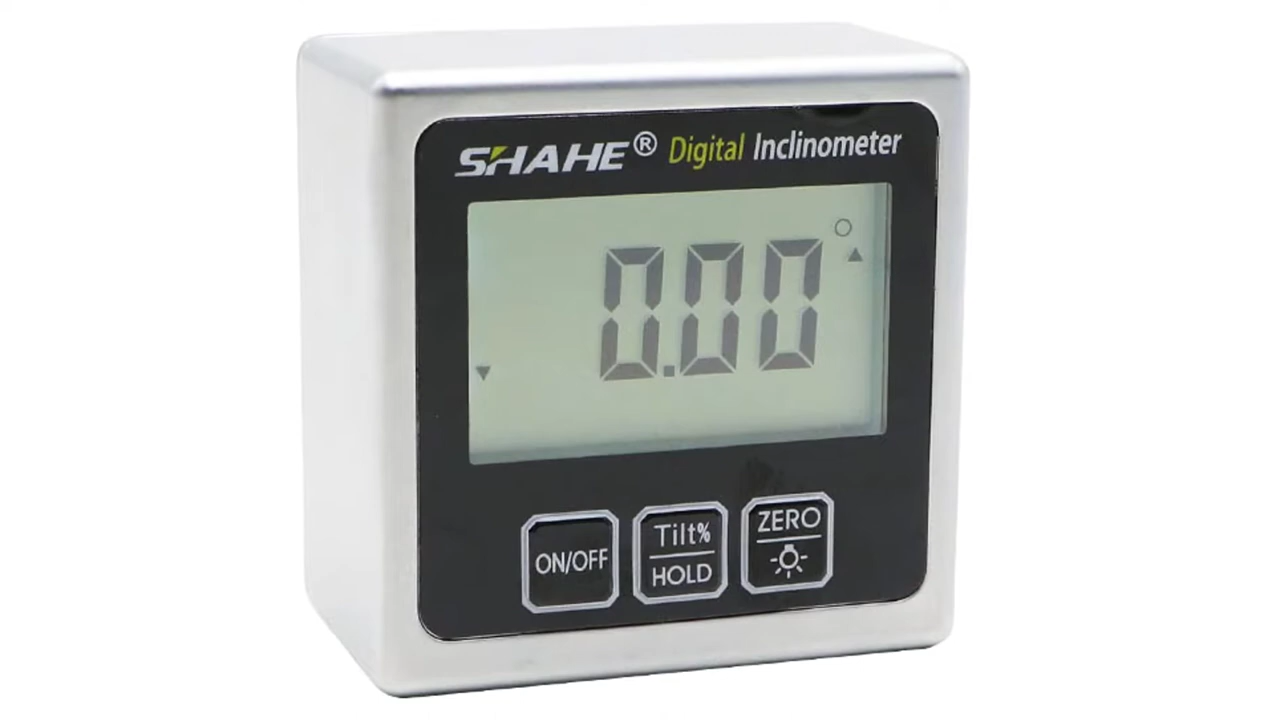 SHAHE® Digital Inclinometer
0.00°
ON/OFF
Tilt%
HOLD
ZERO